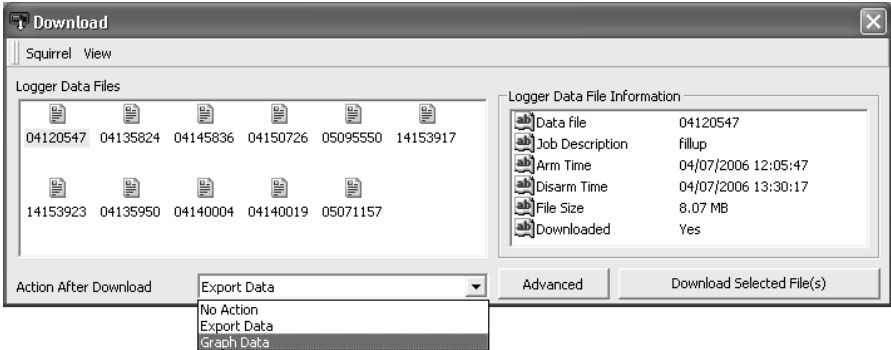 Download
Squirrel View
Logger Data Files
04120547 04135824 04145836 04150726 05095550 14153917
14153923 04135950 04140004 04140019 05071157
Logger Data File Information
Data file 04120547
Job Description fillup
Arm Time 04/07/2006 12:05:47
Disarm Time 04/07/2006 13:30:17
File Size 8.07 MB
Downloaded Yes
Action After Download Export Data
No Action
Export Data
Graph Data
Advanced Download Selected File(s)